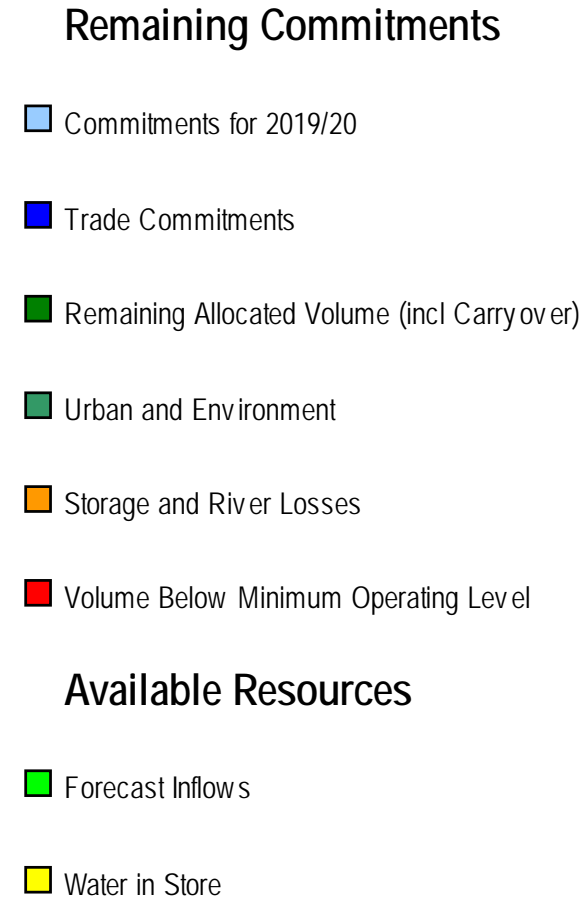 Remaining Commitments
Commitments for 2019/20
Trade Commitments
Remaining Allocated Volume (incl Carryover)
Urban and Environment
Storage and River Losses
Volume Below Minimum Operating Level
Available Resources
Forecast Inflows
Water in Store